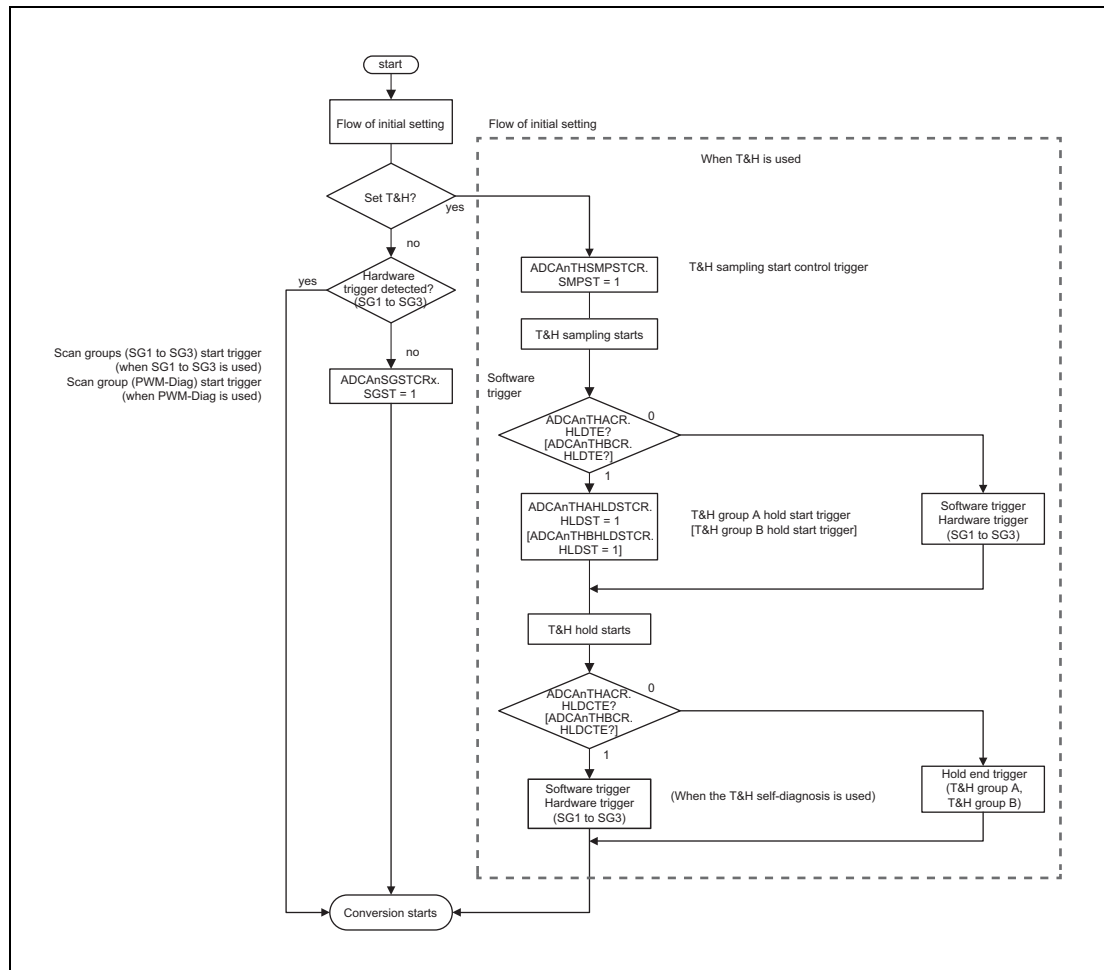 start
Flow of initial setting
Flow of initial setting
When T&H is used
Set T&H?
yes
no
Hardware
trigger detected?
(SG1 to SG3)
yes
no
Scan groups (SG1 to SG3) start trigger
(when SG1 to SG3 is used)
Scan group (PWM-Diag) start trigger
(when PWM-Diag is used)
ADCAnSGSTCRx.
SGST = 1
ADCAnTHSMPSTCR.
SMPST = 1
T&H sampling start control trigger
T&H sampling starts
Software
trigger
ADCAnTHACR.
HLDTE?
[ADCAnTHBCR.
HLDTE?]
0
1
ADCAnTHAHLDSTCR.
HLDST = 1
[ADCAnTHBHLDSTCR.
HLDST = 1]
T&H group A hold start trigger
[T&H group B hold start trigger]
Software trigger
Hardware trigger
(SG1 to SG3)
T&H hold starts
ADCAnTHACR.
HLDCTE?
[ADCAnTHBCR.
HLDCTE?]
0
1
Software trigger
Hardware trigger
(SG1 to SG3)
(When the T&H self-diagnosis is used)
Hold end trigger
(T&H group A,
T&H group B)
Conversion starts